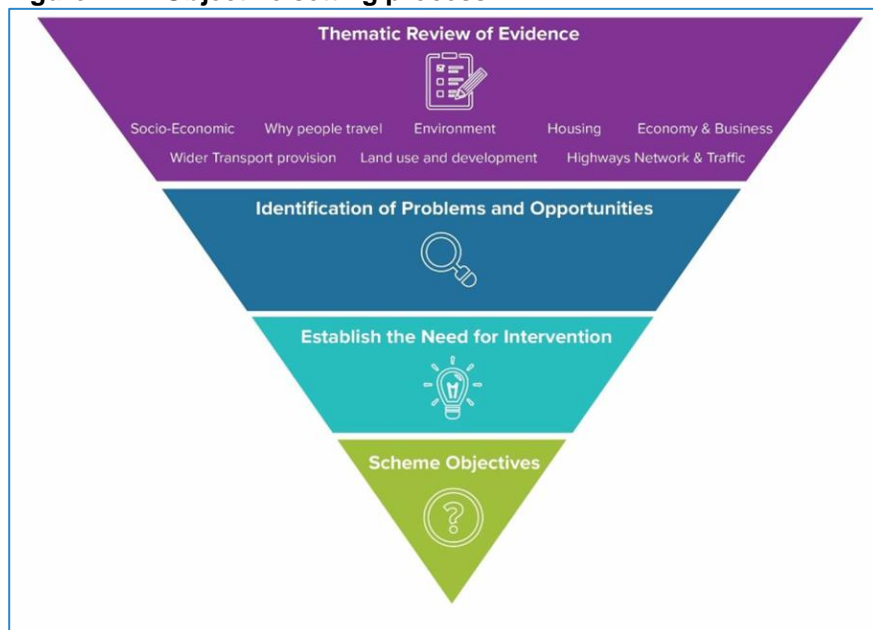 Thematic Review of Evidence
Socio-Economic Why people travel Environment Housing Economy & Business
Wider Transport provision Land use and development Highways Network & Traffic
Identification of Problems and Opportunities
Establish the Need for Intervention
Scheme Objectives
?